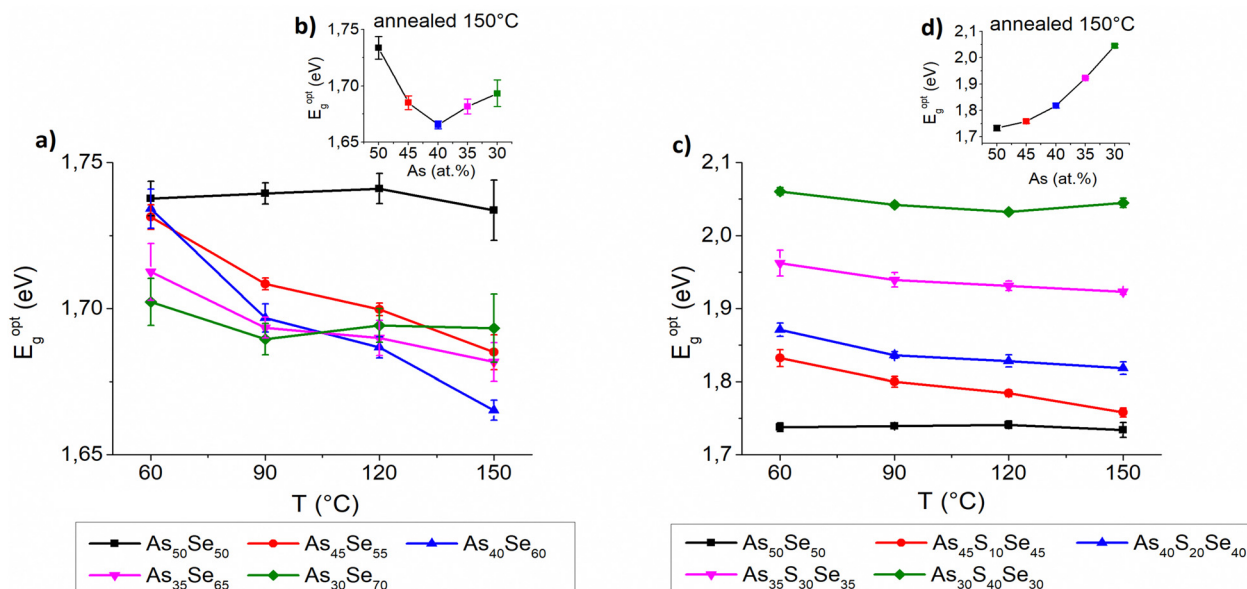 b) annealed 150°C
1,75
1,70
1,65
E_g^opt (eV)
50 45 40 35 30
As (at.%)
a)
1,75
1,70
1,65
E_g^opt (eV)
60 90 120 150
T (°C)
As₅₀Se₅₀ As₄₅Se₅₅ As₄₀Se₆₀
As₃₅Se₆₅ As₃₀Se₇₀
d) annealed 150°C
2,1
2,0
1,9
1,8
1,7
E_g^opt (eV)
50 45 40 35 30
As (at.%)
c)
2,1
2,0
1,9
1,8
1,7
E_g^opt (eV)
60 90 120 150
T (°C)
As₅₀Se₅₀ As₄₅S₁₀Se₄₅ As₄₀S₂₀Se₄₀
As₃₅S₃₀Se₃₅ As₃₀S₄₀Se₃₀